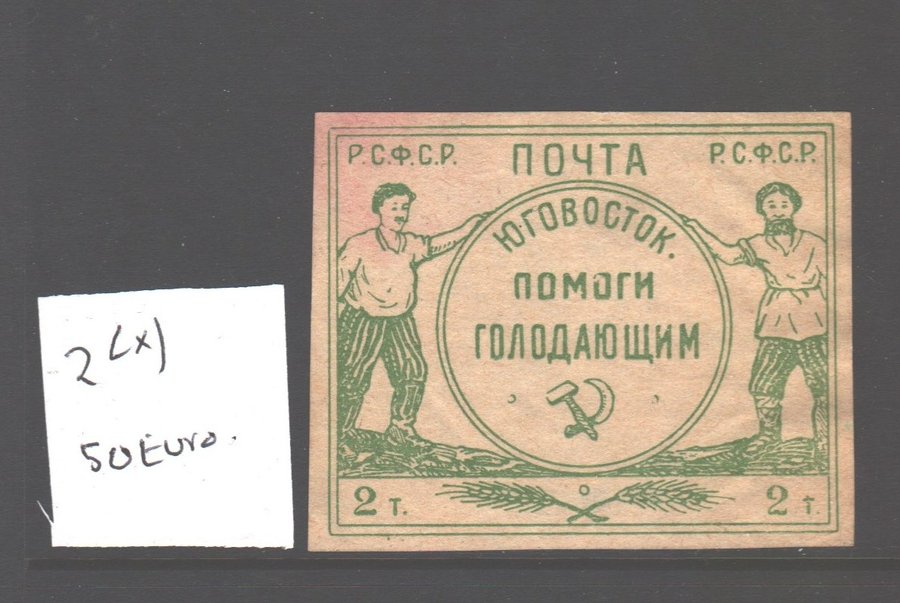 Р.С.Ф.С.Р. ПОЧТА Р.С.Ф.С.Р.
ЮГОВОСТОК.
ПОМОГИ
ГОЛОДАЮЩИМ
2 Т. 2 Т.
2 (x)
50 Euro.